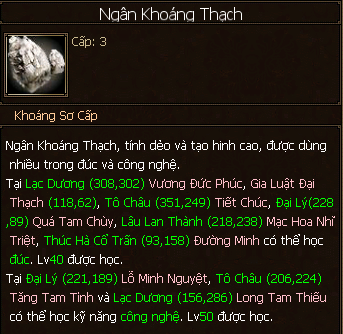 Ngân Khoáng Thạch
Cấp: 3
Khoáng Sơ Cấp
Ngân Khoáng Thạch, tính dẻo và tạo hình cao, được dùng
nhiều trong đúc và công nghệ.
Tại Lạc Dương (308,302) Vương Đức Phúc, Gia Luật Đại
Thạch (118,62), Tô Châu (351,249) Tiết Chúc, Đại Lý(228
,89) Quá Tam Chùy, Lâu Lan Thành (218,238) Mạc Hoa Nhĩ
Triệt, Thúc Hà Cổ Trấn (93,158) Đường Minh có thể học
đúc. Lv40 được học.
Tại Đại Lý (221,189) Lỗ Minh Nguyệt, Tô Châu (206,224)
Tăng Tam Tinh và Lạc Dương (156,286) Long Tam Thiếu
có thể học kỹ năng công nghệ. Lv50 được học.